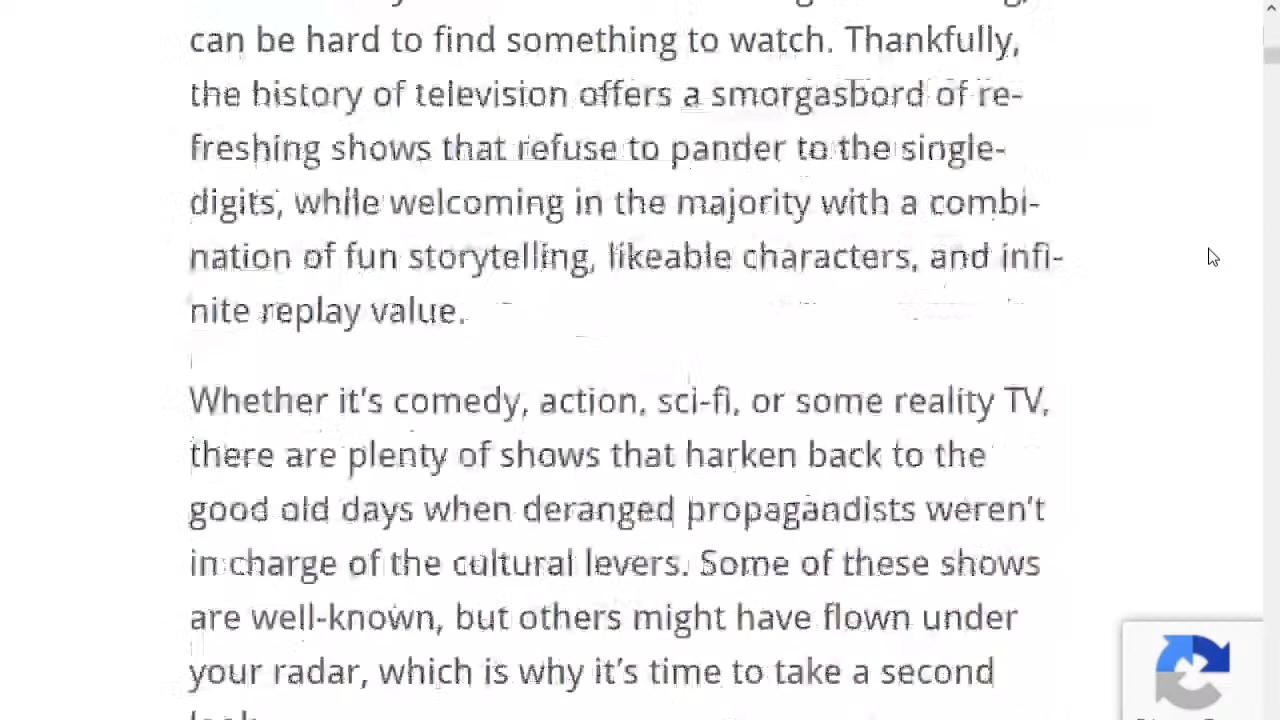 can be hard to find something to watch. Thankfully,
the history of television offers a smorgasbord of re-
freshing shows that refuse to pander to the single-
digits, while welcoming in the majority with a combi-
nation of fun storytelling, likeable characters, and infi-
nite replay value.
Whether it's comedy, action, sci-fi, or some reality TV,
there are plenty of shows that harken back to the
good old days when deranged propagandists weren't
in charge of the cultural levers. Some of these shows
are well-known, but others might have flown under
your radar, which is why it's time to take a second